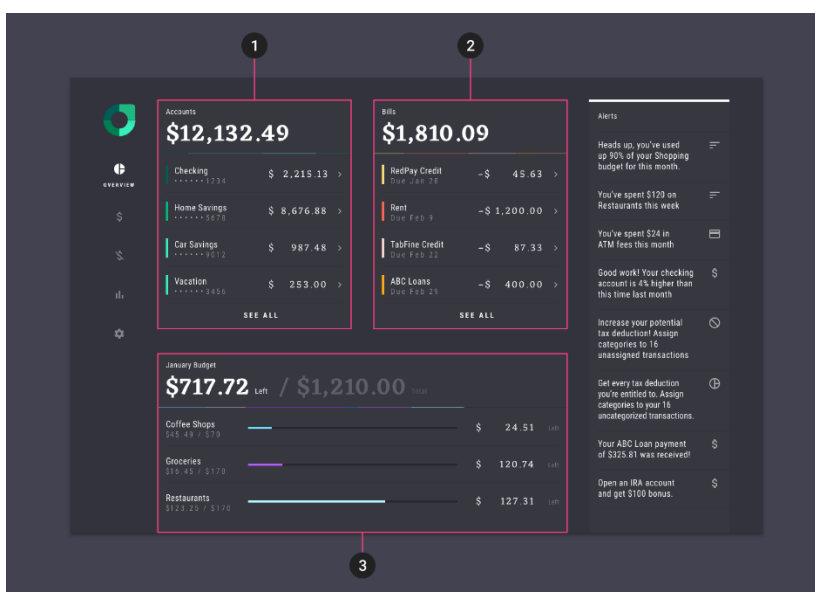 1
2
OVERVIEW
Accounts
$12,132.49
Checking
$ 2,215.13 >
••••••1234
Home Savings
$ 8,676.88 >
••••••5678
Car Savings
$ 987.48 >
••••••9012
Vacation
$ 253.00 >
••••••3456
SEE ALL
Bills
$1,810.09
RedPay Credit
-$ 45.63 >
Due Jan 28
Rent
-$ 1,200.00 >
Due Feb 9
TabFine Credit
-$ 87.33 >
Due Feb 22
ABC Loans
-$ 400.00 >
Due Feb 29
SEE ALL
January Budget
$717.72 Left / $1,210.00 Total
Coffee Shops
$45.49 / $70
$ 24.51 Left
Groceries
$16.45 / $170
$ 120.74 Left
Restaurants
$123.25 / $170
$ 127.31 Left
Alerts
Heads up, you've used
up 90% of your Shopping
budget for this month.
You've spent $120 on
Restaurants this week
You've spent $24 in
ATM fees this month
Good work! Your checking
account is 4% higher than
this time last month
Increase your potential
tax deduction! Assign
categories to 16
unassigned transactions
Get every tax deduction
you're entitled to. Assign
categories to your 16
uncategorized transactions.
Your ABC Loan payment
of $325.81 was received!
Open an IRA account
and get $100 bonus.
3